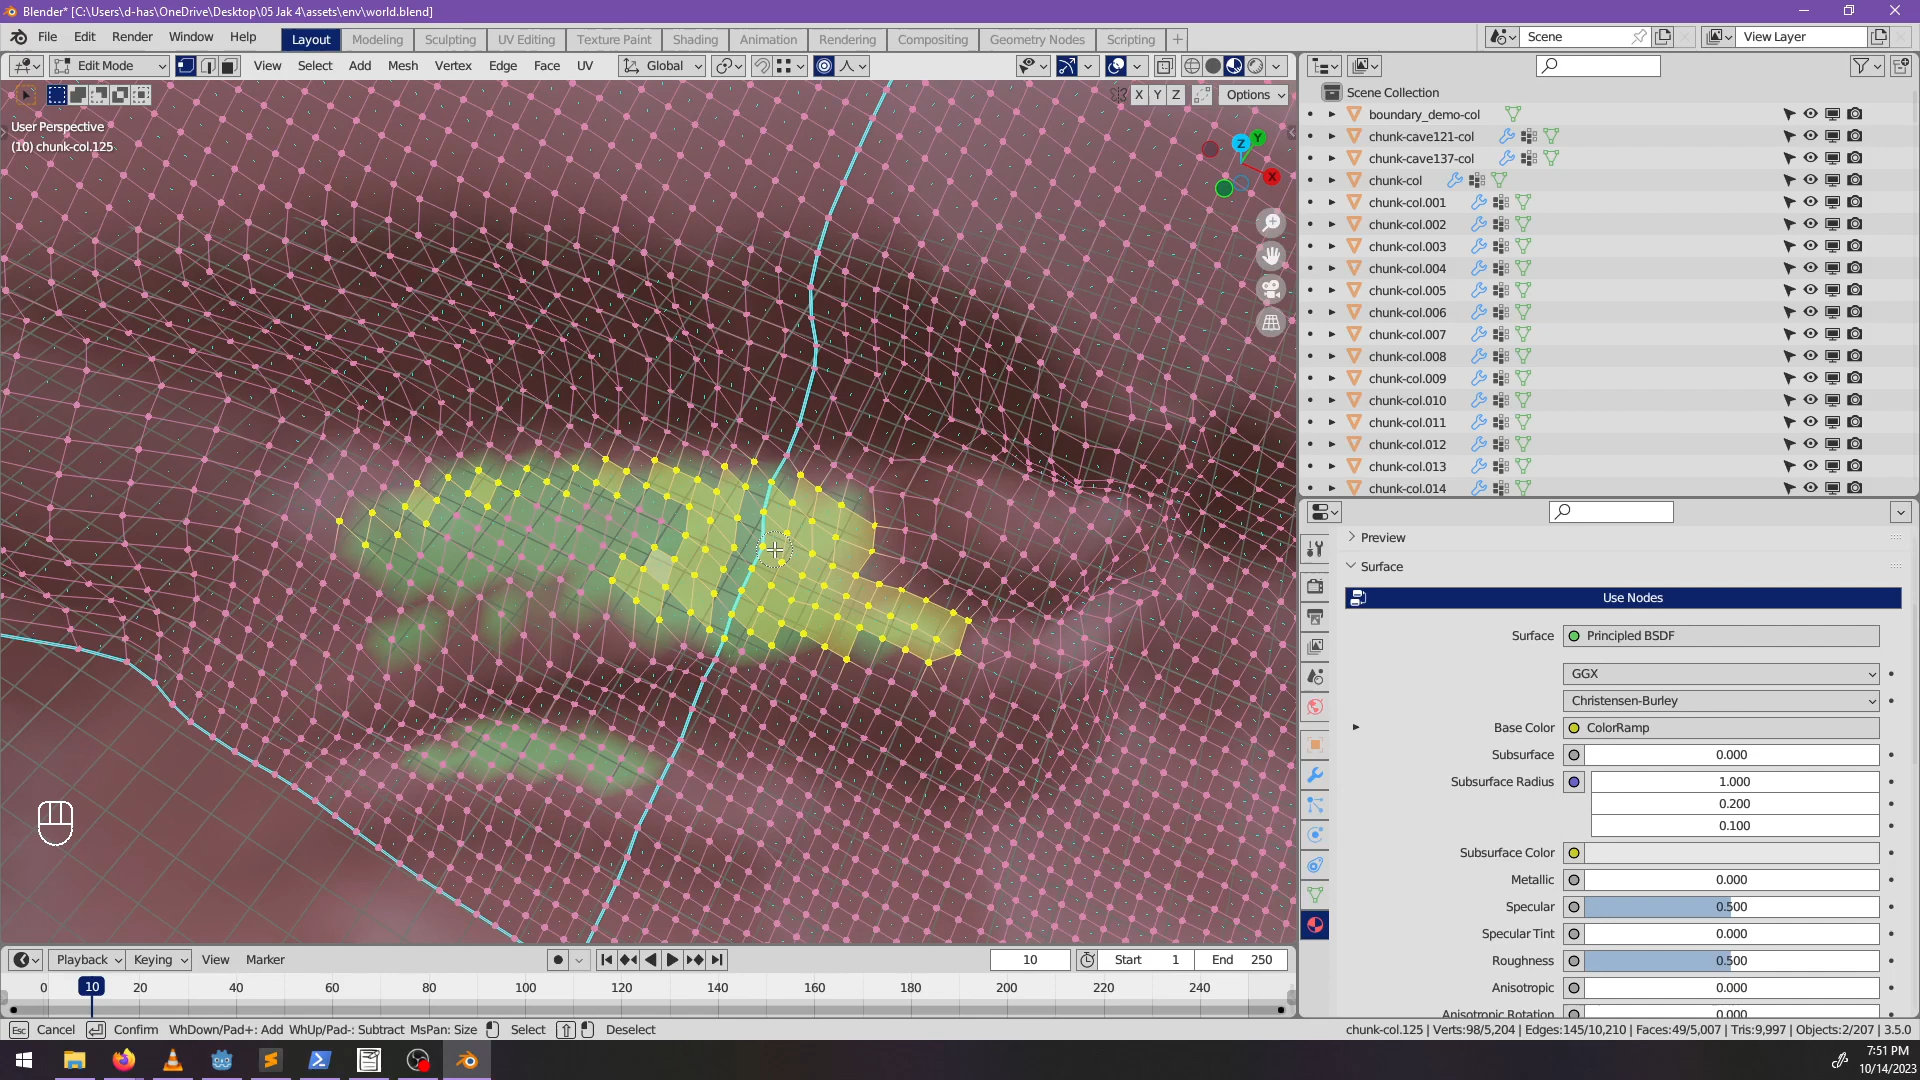 Blender* [C:\Users\d-has\OneDrive\Desktop\05 Jak 4\assets\env\world.blend]
File Edit Render Window Help Layout Modeling Sculpting UV Editing Texture Paint Shading Animation Rendering Compositing Geometry Nodes Scripting + Scene View Layer
Edit Mode View Select Add Mesh Vertex Edge Face UV Global
X Y Z Options
User Perspective
(10) chunk-col.125
Z Y X
Scene Collection
boundary_demo-col
chunk-cave121-col
chunk-cave137-col
chunk-col
chunk-col.001
chunk-col.002
chunk-col.003
chunk-col.004
chunk-col.005
chunk-col.006
chunk-col.007
chunk-col.008
chunk-col.009
chunk-col.010
chunk-col.011
chunk-col.012
chunk-col.013
chunk-col.014
Preview
Surface
Use Nodes
Surface Principled BSDF
GGX
Christensen-Burley
Base Color ColorRamp
Subsurface 0.000
Subsurface Radius 1.000
0.200
0.100
Subsurface Color
Metallic 0.000
Specular 0.500
Specular Tint 0.000
Roughness 0.500
Anisotropic 0.000
Anisotropic Rotation 0.000
Playback Keying View Marker 10 Start 1 End 250
0 10 20 40 60 80 100 120 140 160 180 200 220 240
Esc Cancel Confirm WhDown/Pad+: Add WhUp/Pad-: Subtract MsPan: Size Select Deselect
chunk-col.125 | Verts:98/5,204 | Edges:145/10,210 | Faces:49/5,007 | Tris:9,997 | Objects:2/207 | 3.5.0
7:51 PM
10/14/2023